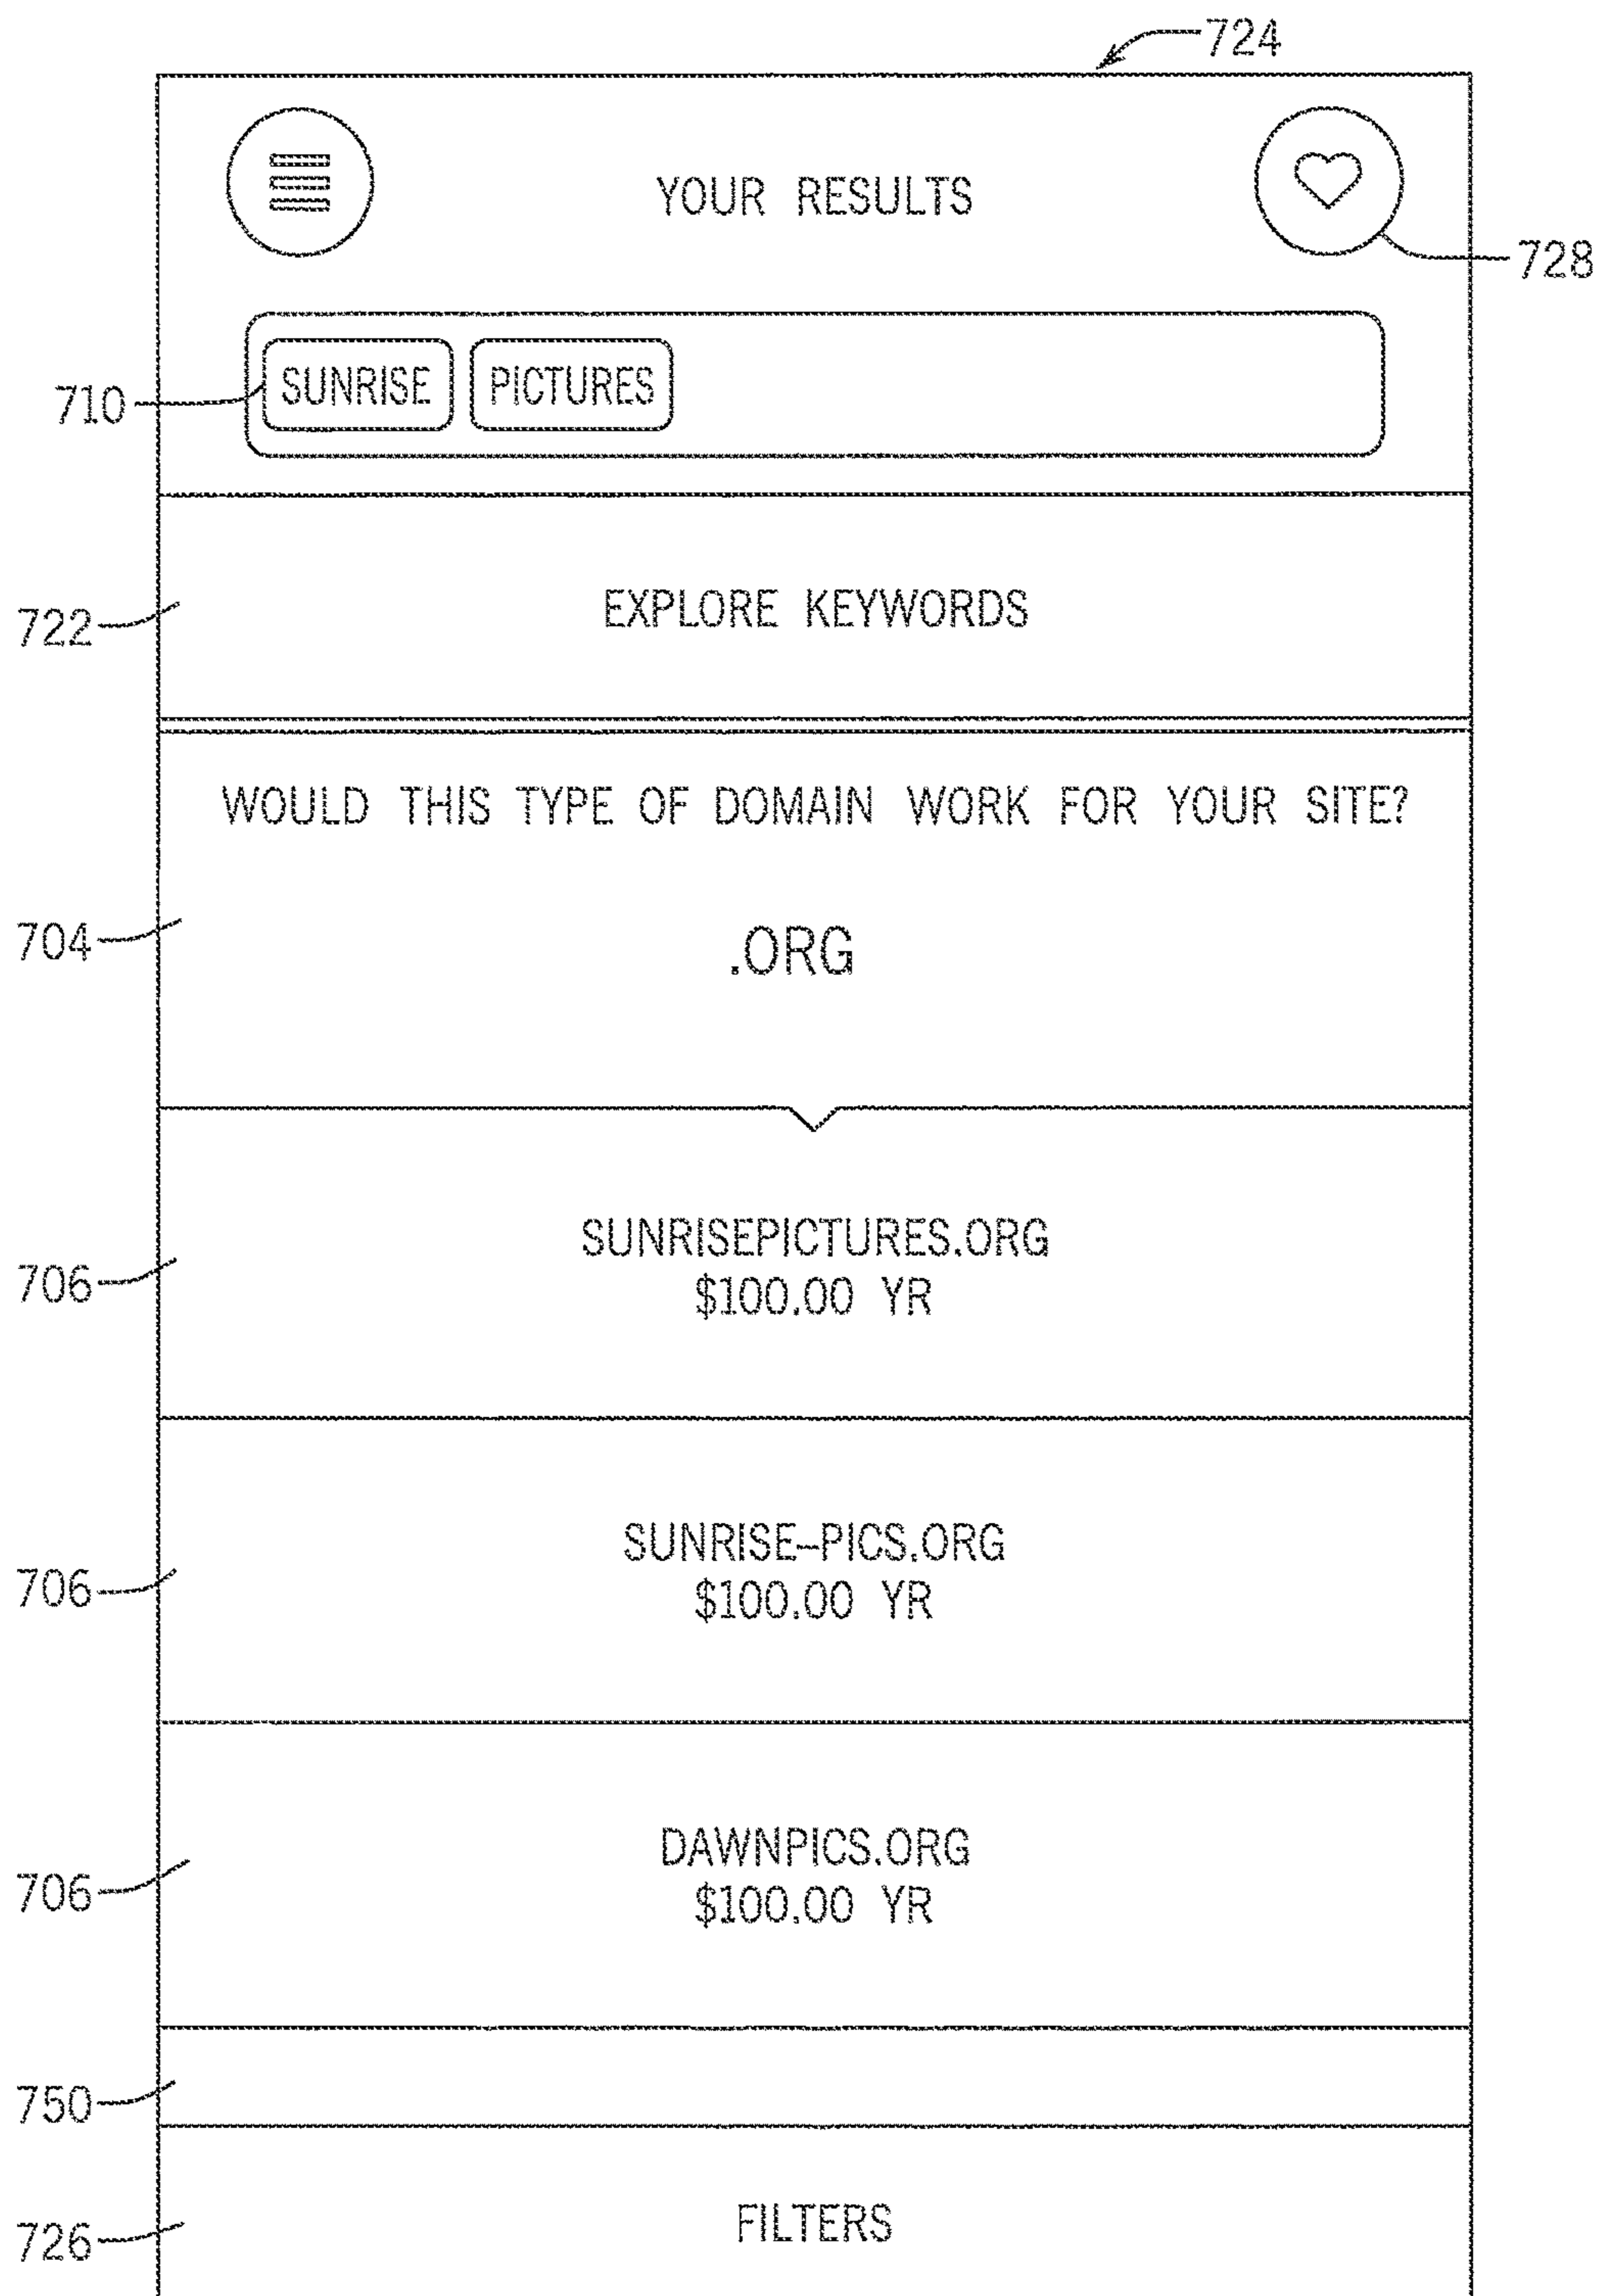 724
YOUR RESULTS
728
710
SUNRISE PICTURES
722
EXPLORE KEYWORDS
WOULD THIS TYPE OF DOMAIN WORK FOR YOUR SITE?
704
.ORG
SUNRISEPICTURES.ORG
706
$100.00 YR
SUNRISE-PICS.ORG
706
$100.00 YR
DAWNPICS.ORG
706
$100.00 YR
750
726
FILTERS